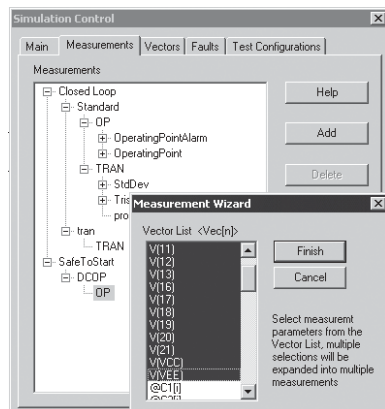 Simulation Control
Main Measurements Vectors Faults Test Configurations
Measurements
Closed Loop
Standard
OP
OperatingPointAlarm
OperatingPoint
TRAN
StdDev
Tris
pro
tran
TRAN
SafeToStart
DCOP
OP
Help
Add
Delete
Measurement Wizard
Vector List <Vec[n]>
V(11)
V(12)
V(13)
V(16)
V(17)
V(18)
V(19)
V(20)
V(21)
V(VCC)
V(VEE)
@C1[i]
Finish
Cancel
Select measuremt
parameters from the
Vector List, multiple
selections will be
expanded into multiple
measurements